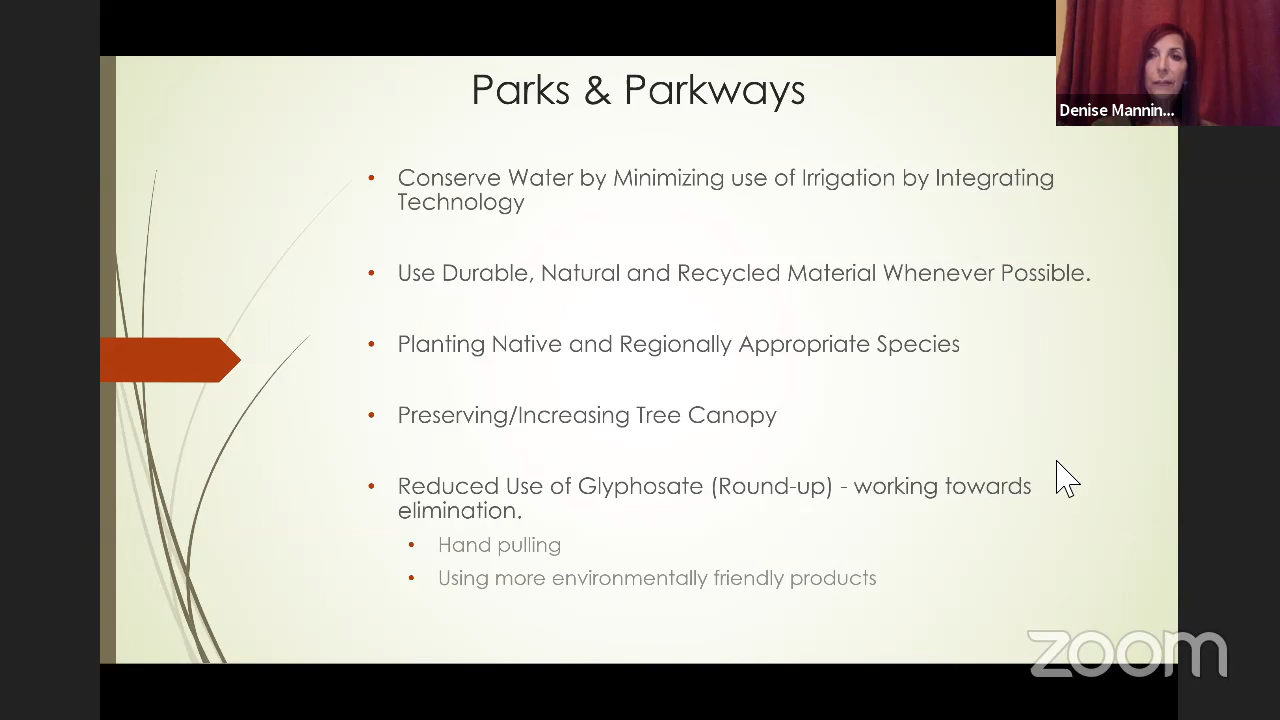 Parks & Parkways
Denise Mannin...
• Conserve Water by Minimizing use of Irrigation by Integrating
Technology
• Use Durable, Natural and Recycled Material Whenever Possible.
• Planting Native and Regionally Appropriate Species
• Preserving/Increasing Tree Canopy
• Reduced Use of Glyphosate (Round-up) - working towards
elimination.
• Hand pulling
• Using more environmentally friendly products
zoom